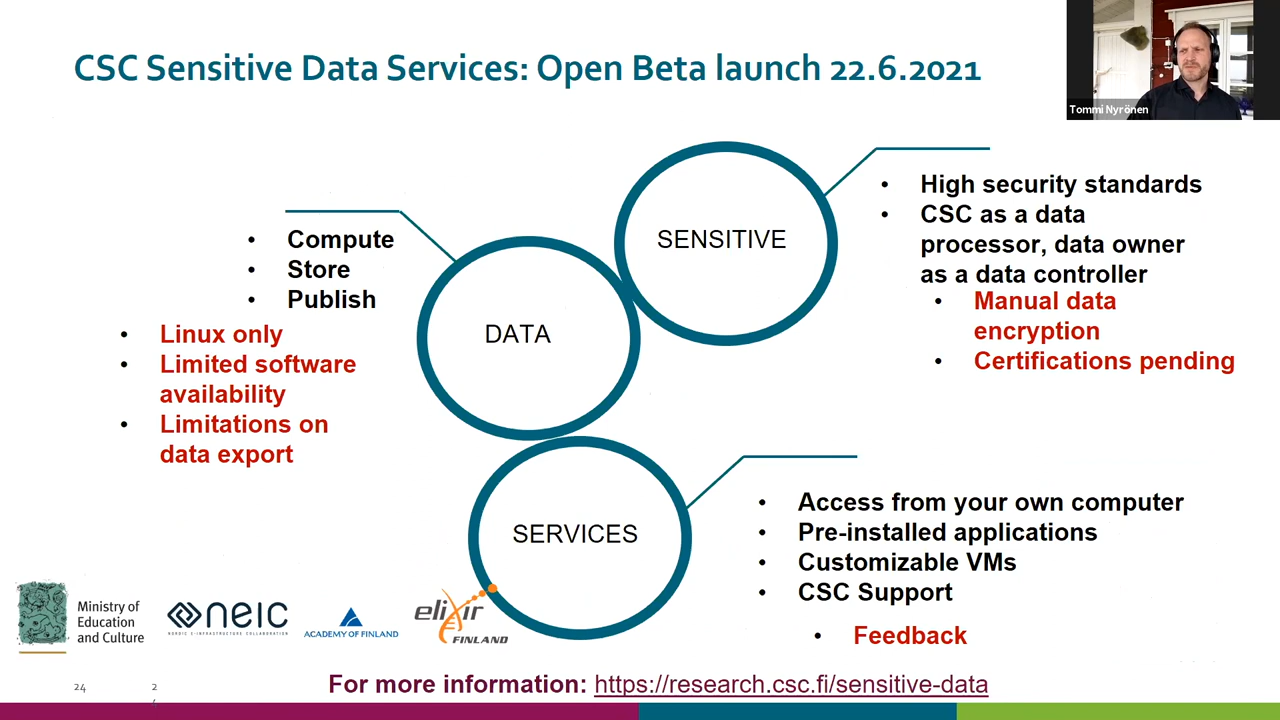 CSC Sensitive Data Services: Open Beta launch 22.6.2021
Tommi Nyrönen
SENSITIVE
• High security standards
• CSC as a data
processor, data owner
as a data controller
• Manual data
encryption
• Certifications pending
DATA
• Compute
• Store
• Publish
• Linux only
• Limited software
availability
• Limitations on
data export
SERVICES
• Access from your own computer
• Pre-installed applications
• Customizable VMs
• CSC Support
• Feedback
Ministry of
Education
and Culture
neic
NORDIC E-INFRASTRUCTURE COLLABORATION
ACADEMY OF FINLAND
elixir
FINLAND
24
2
4
For more information: https://research.csc.fi/sensitive-data